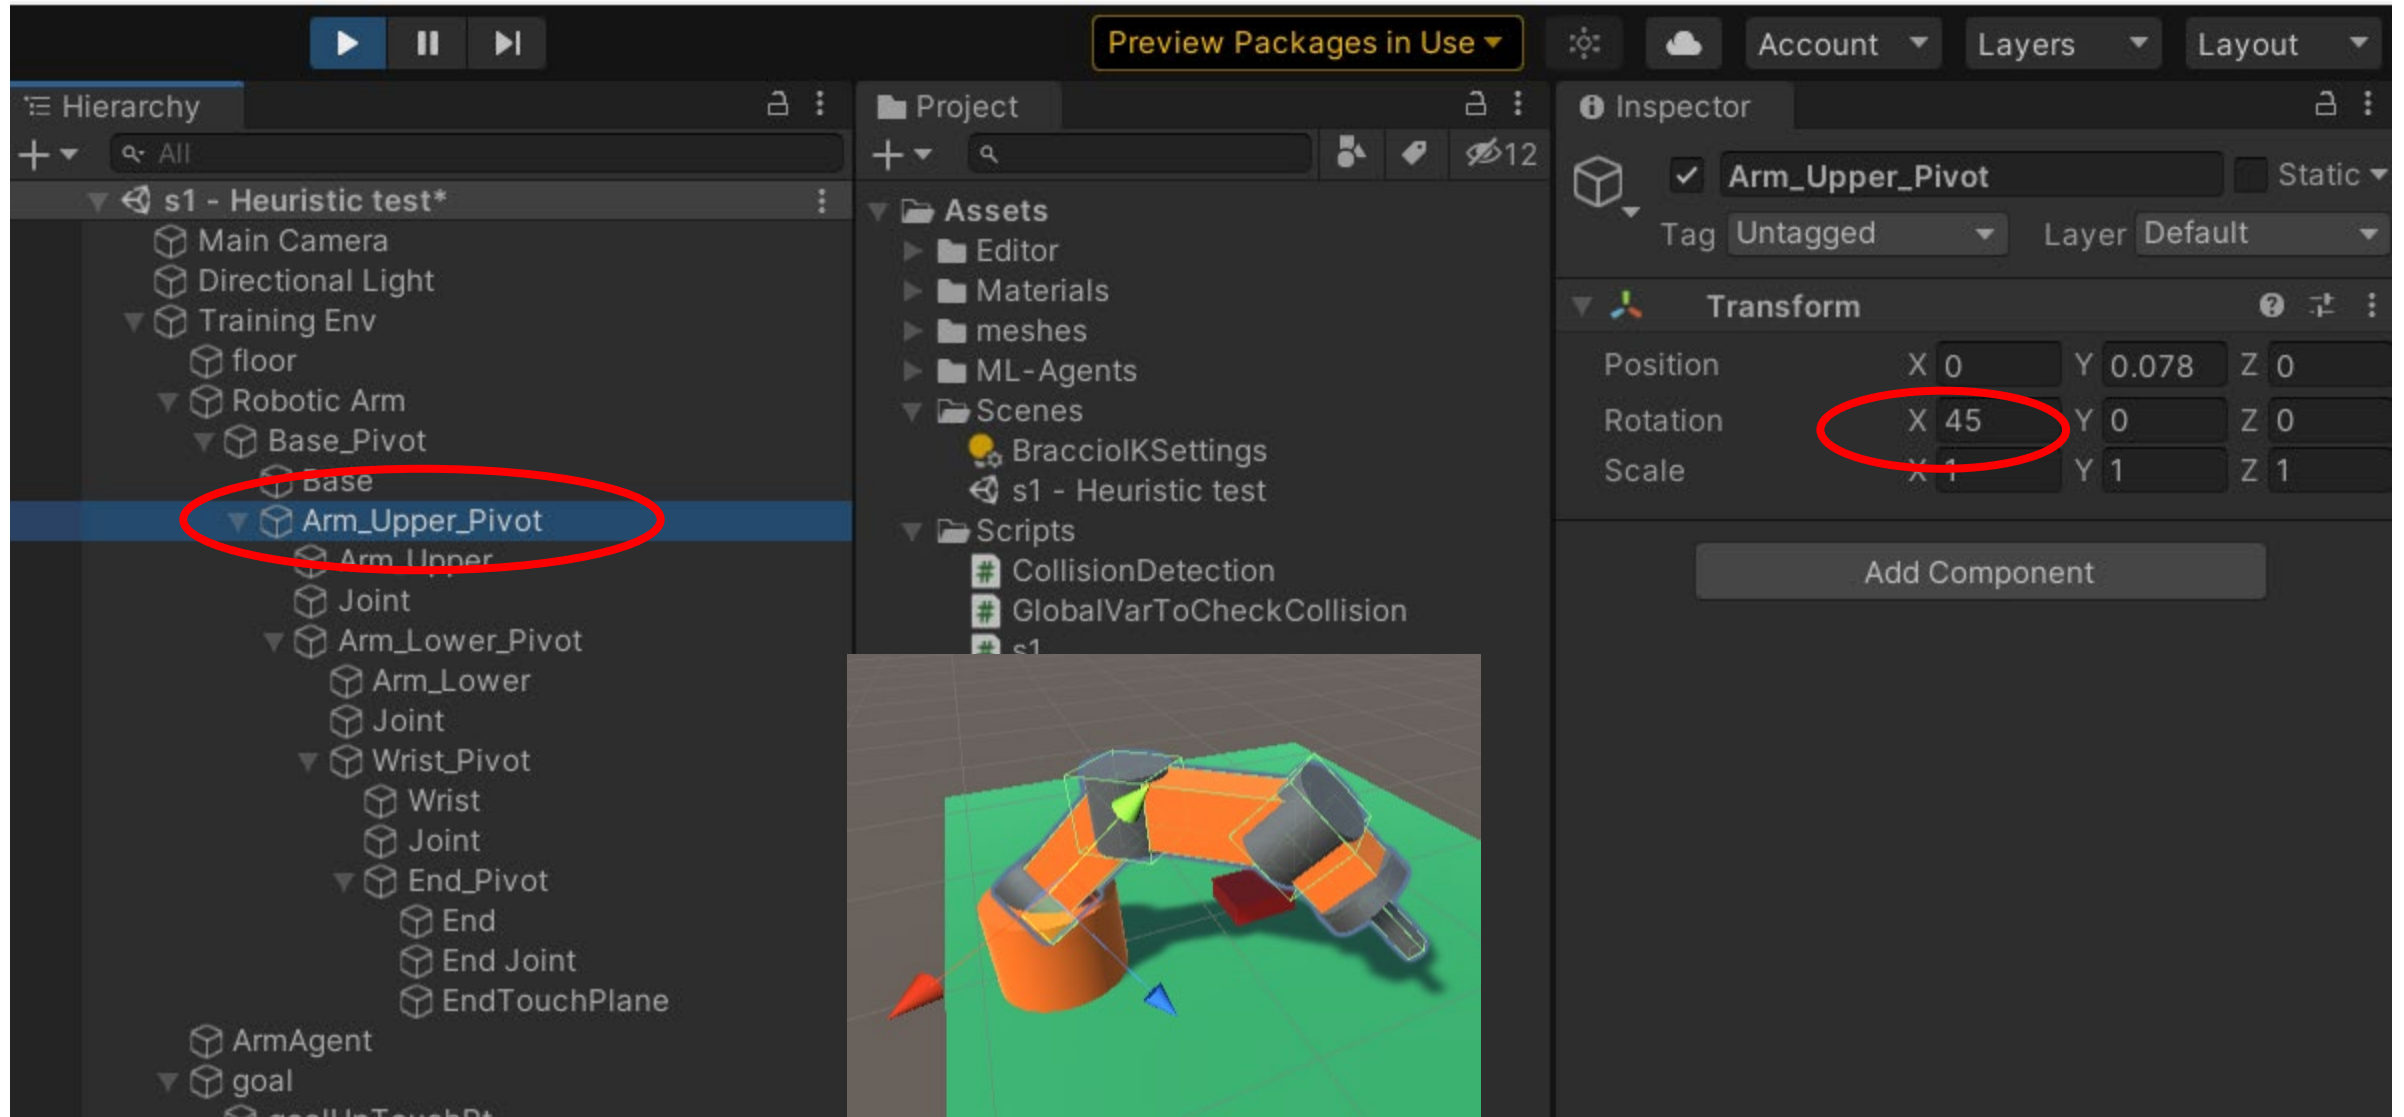 Preview Packages in Use
Account
Layers
Layout
Hierarchy
All
s1 - Heuristic test*
Main Camera
Directional Light
Training Env
floor
Robotic Arm
Base_Pivot
Base
Arm_Upper_Pivot
Arm_Upper
Joint
Arm_Lower_Pivot
Arm_Lower
Joint
Wrist_Pivot
Wrist
Joint
End_Pivot
End
End Joint
EndTouchPlane
ArmAgent
goal
Project
12
Assets
Editor
Materials
meshes
ML-Agents
Scenes
BraccioIKSettings
s1 - Heuristic test
Scripts
CollisionDetection
GlobalVarToCheckCollision
s1
Inspector
Arm_Upper_Pivot Static
Tag Untagged Layer Default
Transform
Position X 0 Y 0.078 Z 0
Rotation X 45 Y 0 Z 0
Scale X 1 Y 1 Z 1
Add Component